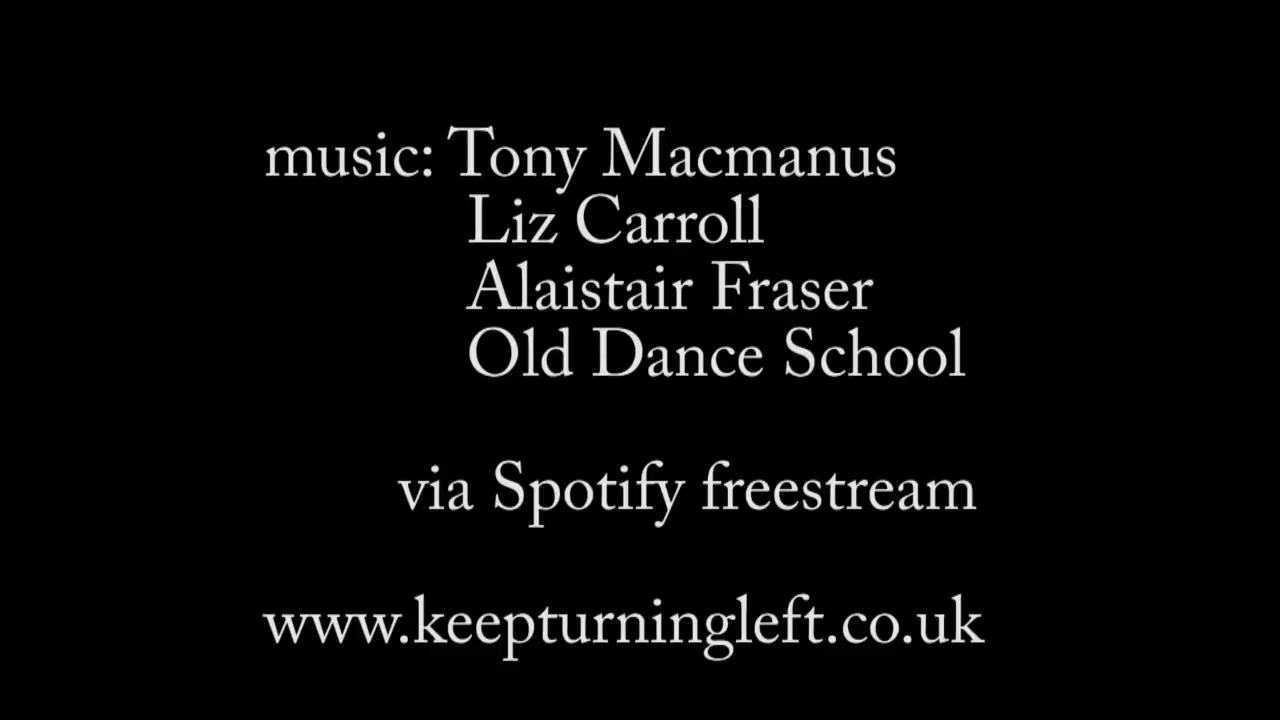 music: Tony Macmanus
Liz Carroll
Alaistair Fraser
Old Dance School
via Spotify freestream
www.keepturningleft.co.uk